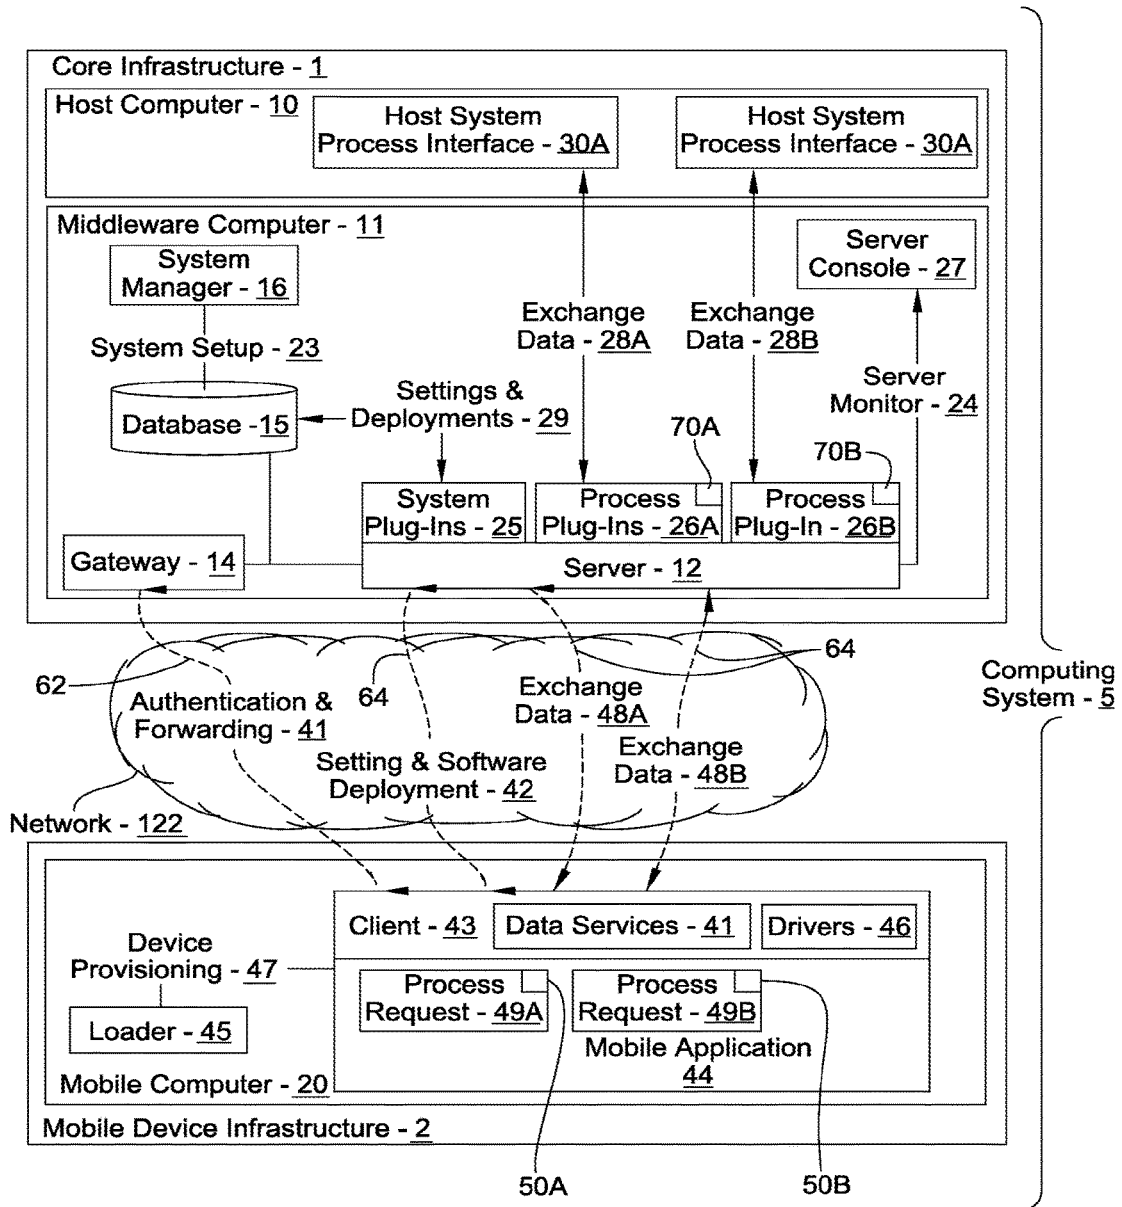 Core Infrastructure - 1
Host Computer - 10
Host System
Process Interface - 30A
Host System
Process Interface - 30A
Middleware Computer - 11
System
Manager - 16
Server
Console - 27
Exchange
Data - 28A
Exchange
Data - 28B
System Setup - 23
Server
Monitor - 24
Settings &
Deployments - 29
Database - 15
70A
70B
System
Plug-Ins - 25
Process
Plug-Ins - 26A
Process
Plug-In - 26B
Gateway - 14
Server - 12
62
64
64
Computing
System - 5
Authentication &
Forwarding - 41
Exchange
Data - 48A
Setting & Software
Deployment - 42
Exchange
Data - 48B
Network - 122
Client - 43
Data Services - 41
Drivers - 46
Device
Provisioning - 47
Process
Request - 49A
Process
Request - 49B
Loader - 45
Mobile Application
44
Mobile Computer - 20
Mobile Device Infrastructure - 2
50A
50B